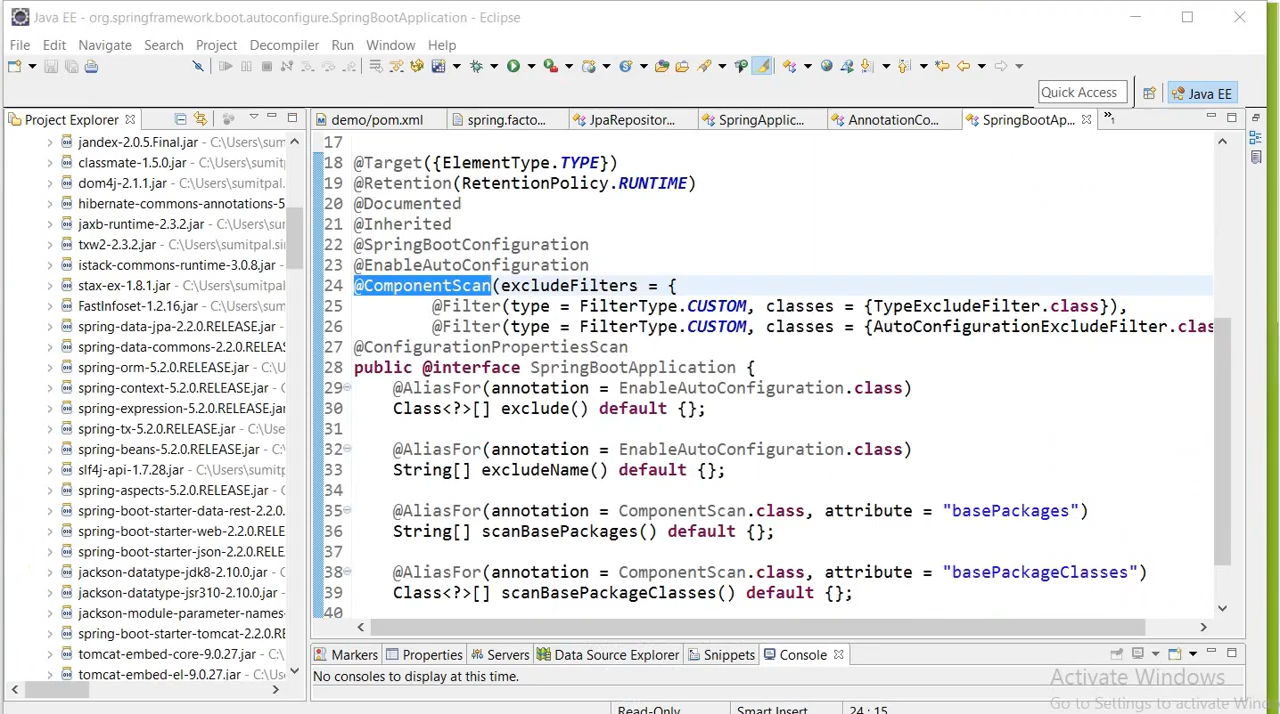 Java EE - org.springframework.boot.autoconfigure.SpringBootApplication - Eclipse
File Edit Navigate Search Project Decompiler Run Window Help
Quick Access Java EE
Project Explorer demo/pom.xml spring.facto... JpaRepositor... SpringApplic... AnnotationCo... SpringBootAp... »1
jandex-2.0.5.Final.jar - C:\Users\sumitp
classmate-1.5.0.jar - C:\Users\sumitpal.
dom4j-2.1.1.jar - C:\Users\sumitpal.sin
hibernate-commons-annotations-5
jaxb-runtime-2.3.2.jar - C:\Users\sumit
txw2-2.3.2.jar - C:\Users\sumitpal.sing
istack-commons-runtime-3.0.8.jar -
stax-ex-1.8.1.jar - C:\Users\sumitpal.s
FastInfoset-1.2.16.jar - C:\Users\sumit
spring-data-jpa-2.2.0.RELEASE.jar -
spring-data-commons-2.2.0.RELEAS
spring-orm-5.2.0.RELEASE.jar - C:\U
spring-context-5.2.0.RELEASE.jar - C
spring-expression-5.2.0.RELEASE.jar
spring-tx-5.2.0.RELEASE.jar - C:\Use
spring-beans-5.2.0.RELEASE.jar - C:\
slf4j-api-1.7.28.jar - C:\Users\sumitpal
spring-aspects-5.2.0.RELEASE.jar - C
spring-boot-starter-data-rest-2.2.0.
spring-boot-starter-web-2.2.0.RELEA
spring-boot-starter-json-2.2.0.RELE
jackson-datatype-jdk8-2.10.0.jar - C
jackson-datatype-jsr310-2.10.0.jar -
jackson-module-parameter-names-
spring-boot-starter-tomcat-2.2.0.RE
tomcat-embed-core-9.0.27.jar - C:\
tomcat-embed-el-9.0.27.jar - C:\Use
17
18 @Target({ElementType.TYPE})
19 @Retention(RetentionPolicy.RUNTIME)
20 @Documented
21 @Inherited
22 @SpringBootConfiguration
23 @EnableAutoConfiguration
24 @ComponentScan(excludeFilters = {
25 @Filter(type = FilterType.CUSTOM, classes = {TypeExcludeFilter.class}),
26 @Filter(type = FilterType.CUSTOM, classes = {AutoConfigurationExcludeFilter.clas
27 @ConfigurationPropertiesScan
28 public @interface SpringBootApplication {
29 @AliasFor(annotation = EnableAutoConfiguration.class)
30 Class<?>[] exclude() default {};
31
32 @AliasFor(annotation = EnableAutoConfiguration.class)
33 String[] excludeName() default {};
34
35 @AliasFor(annotation = ComponentScan.class, attribute = "basePackages")
36 String[] scanBasePackages() default {};
37
38 @AliasFor(annotation = ComponentScan.class, attribute = "basePackageClasses")
39 Class<?>[] scanBasePackageClasses() default {};
40
Markers Properties Servers Data Source Explorer Snippets Console
No consoles to display at this time.
Activate Windows
Go to Settings to activate Wind
Read-Only Smart Insert 24 : 15